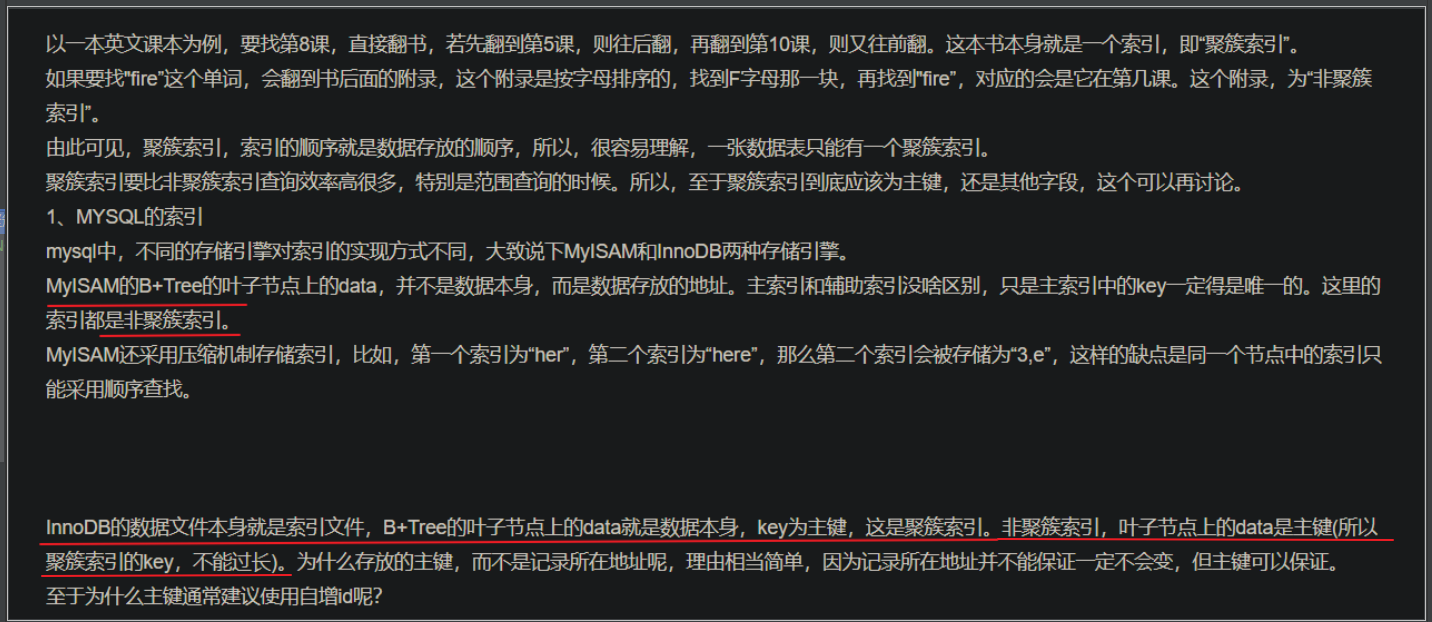 以一本英文课本为例，要找第8课，直接翻书，若先翻到第5课，则往后翻，再翻到第10课，则又往前翻。这本书本身就是一个索引，即“聚簇索引”。
如果要找"fire”这个单词，会翻到书后面的附录，这个附录是按字母排序的，找到F字母那一块，再找到"fire”，对应的会是它在第几课。这个附录，为“非聚簇
索引”。
由此可见，聚簇索引，索引的顺序就是数据存放的顺序，所以，很容易理解，一张数据表只能有一个聚簇索引。
聚簇索引要比非聚簇索引查询效率高很多，特别是范围查询的时候。所以，至于聚簇索引到底应该为主键，还是其他字段，这个可以再讨论。
1、MYSQL的索引
mysql中，不同的存储引擎对索引的实现方式不同，大致说下MyISAM和InnoDB两种存储引擎。
MyISAM的B+Tree的叶子节点上的data，并不是数据本身，而是数据存放的地址。主索引和辅助索引没啥区别，只是主索引中的key一定得是唯一的。这里的
索引都是非聚簇索引。
MyISAM还采用压缩机制存储索引，比如，第一个索引为“her”，第二个索引为“here”，那么第二个索引会被存储为“3,e”，这样的缺点是同一个节点中的索引只
能采用顺序查找。
InnoDB的数据文件本身就是索引文件，B+Tree的叶子节点上的data就是数据本身，key为主键，这是聚簇索引。非聚簇索引，叶子节点上的data是主键(所以
聚簇索引的key，不能过长)。为什么存放的主键，而不是记录所在地址呢，理由相当简单，因为记录所在地址并不能保证一定不会变，但主键可以保证。
至于为什么主键通常建议使用自增id呢?